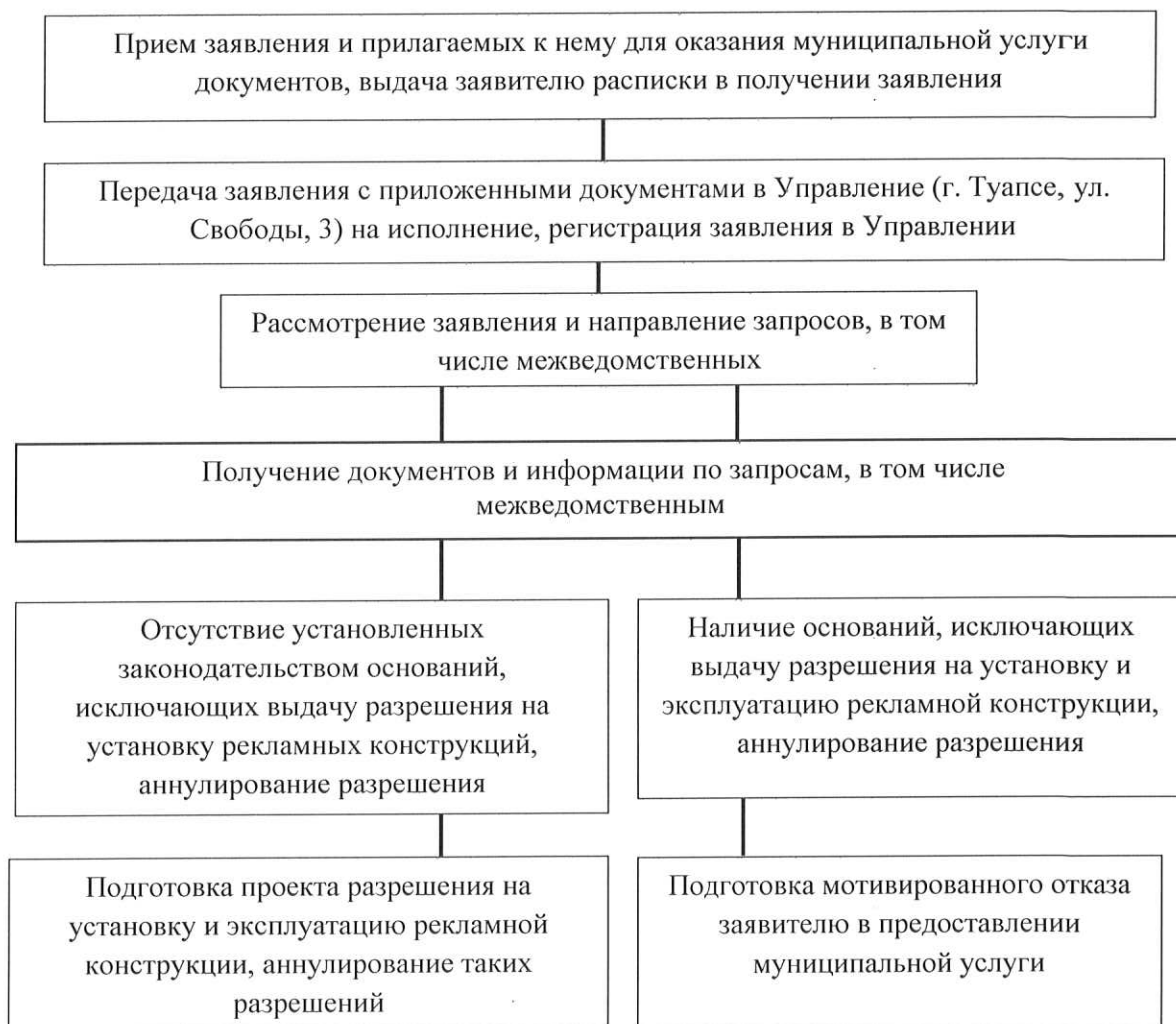 Прием заявления и прилагаемых к нему для оказания муниципальной услуги
документов, выдача заявителю расписки в получении заявления
Передача заявления с приложенными документами в Управление (г. Туапсе, ул.
Свободы, 3) на исполнение, регистрация заявления в Управлении
Рассмотрение заявления и направление запросов, в том
числе межведомственных
Получение документов и информации по запросам, в том числе
межведомственным
Отсутствие установленных
законодательством оснований,
исключающих выдачу разрешения на
установку рекламных конструкций,
аннулирование разрешения
Наличие оснований, исключающих
выдачу разрешения на установку и
эксплуатацию рекламной конструкции,
аннулирование разрешения
Подготовка проекта разрешения на
установку и эксплуатацию рекламной
конструкции, аннулирование таких
разрешений
Подготовка мотивированного отказа
заявителю в предоставлении
муниципальной услуги